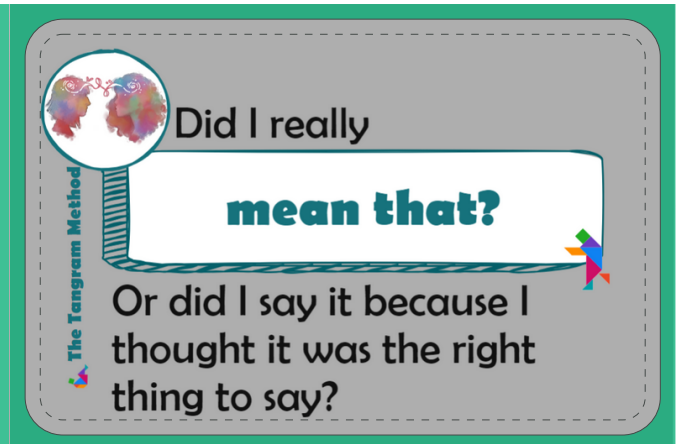 Did I really
mean that?
Or did I say it because I
thought it was the right
thing to say?
The Tangram Method